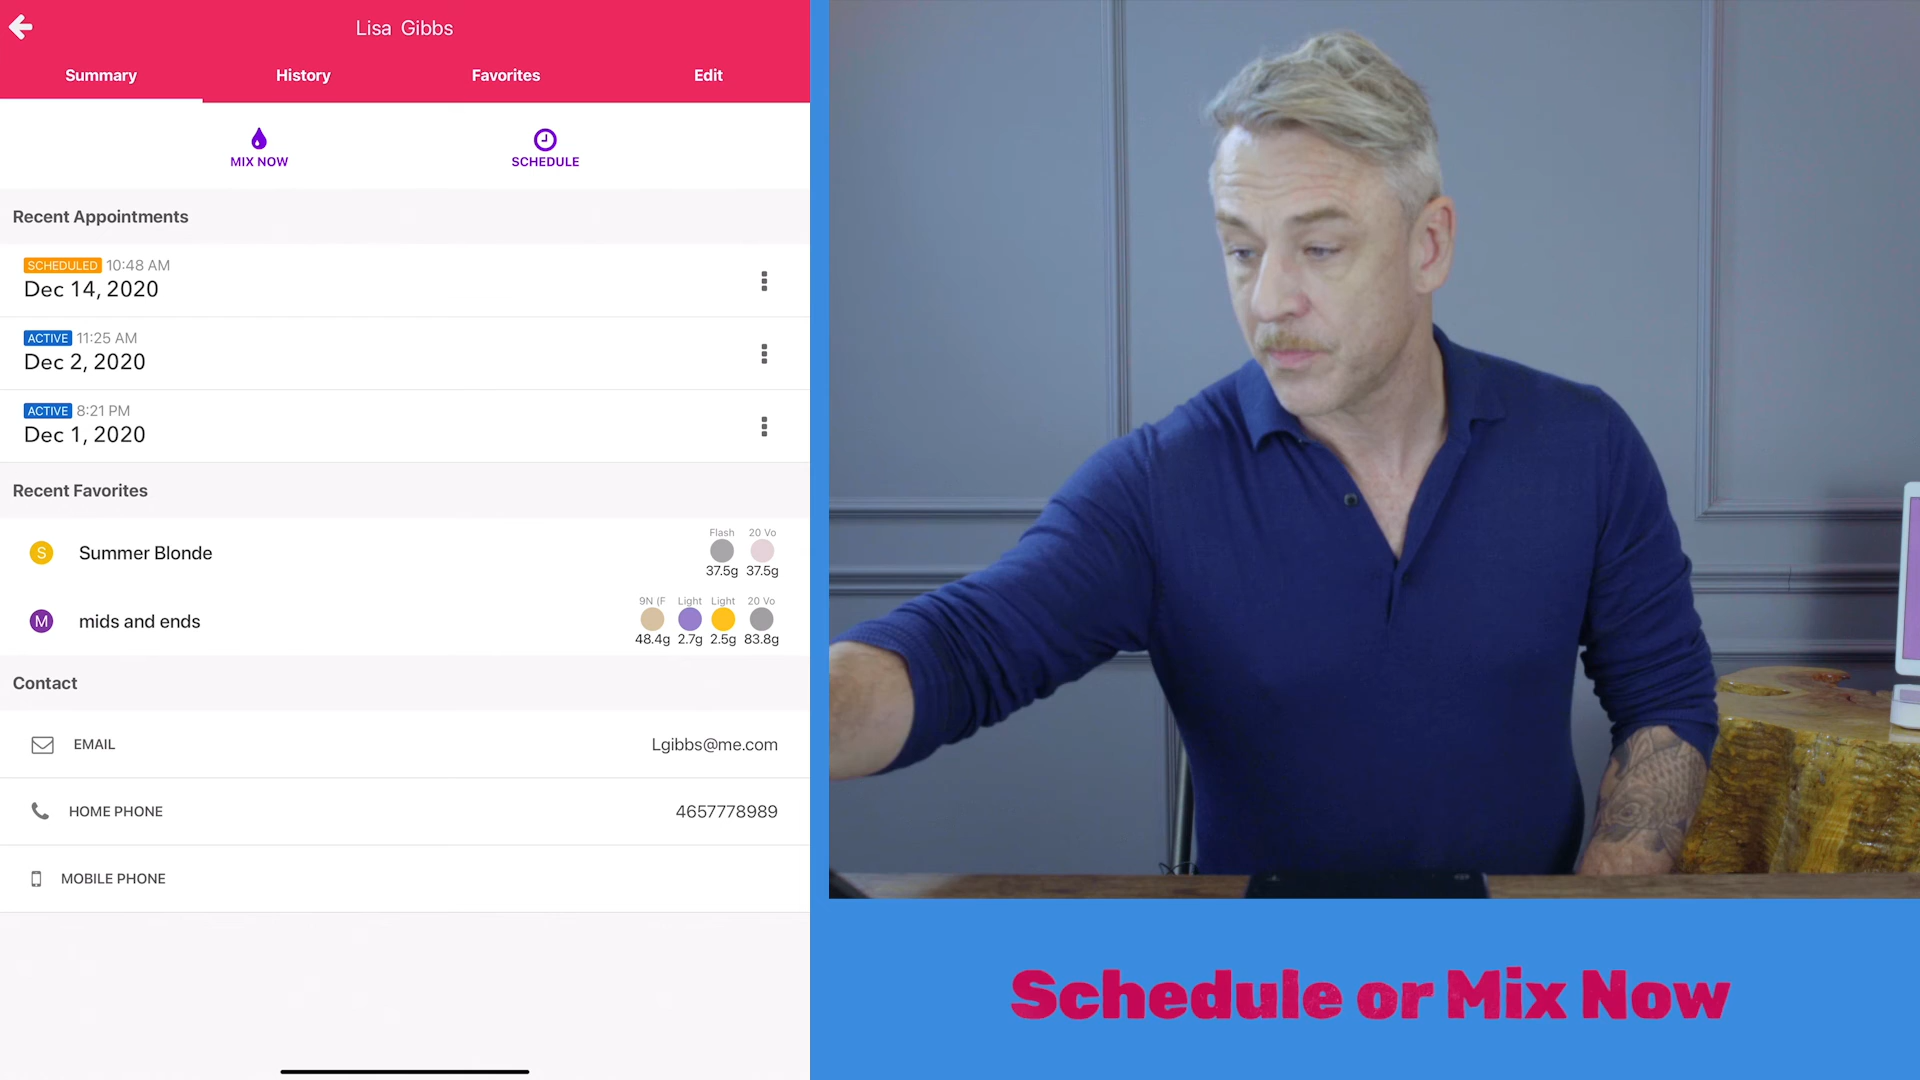 Lisa Gibbs
Summary History Favorites Edit
MIX NOW SCHEDULE
Recent Appointments
SCHEDULED 10:48 AM
Dec 14, 2020
ACTIVE 11:25 AM
Dec 2, 2020
ACTIVE 8:21 PM
Dec 1, 2020
Recent Favorites
Flash 20 Vo
S Summer Blonde
37.5g 37.5g
9N (F Light Light 20 Vo
M mids and ends
48.4g 2.7g 2.5g 83.8g
Contact
EMAIL Lgibbs@me.com
HOME PHONE 4657778989
MOBILE PHONE
Schedule or Mix Now